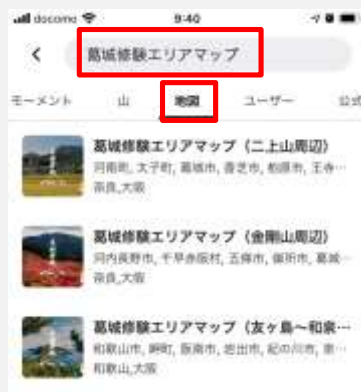 docomo 9:40
葛城修験エリアマップ
モーメント 山 地図 ユーザー 公式
葛城修験エリアマップ（二上山周辺）
河南町, 太子町, 葛城市, 香芝市, 柏原市, 王寺…
奈良,大阪
葛城修験エリアマップ（金剛山周辺）
河内長野市, 千早赤阪村, 五條市, 御所市, 葛城…
奈良,大阪
葛城修験エリアマップ（友ヶ島～和泉…
和歌山市, 岬町, 阪南市, 岩出市, 紀の川市, 泉…
和歌山,大阪